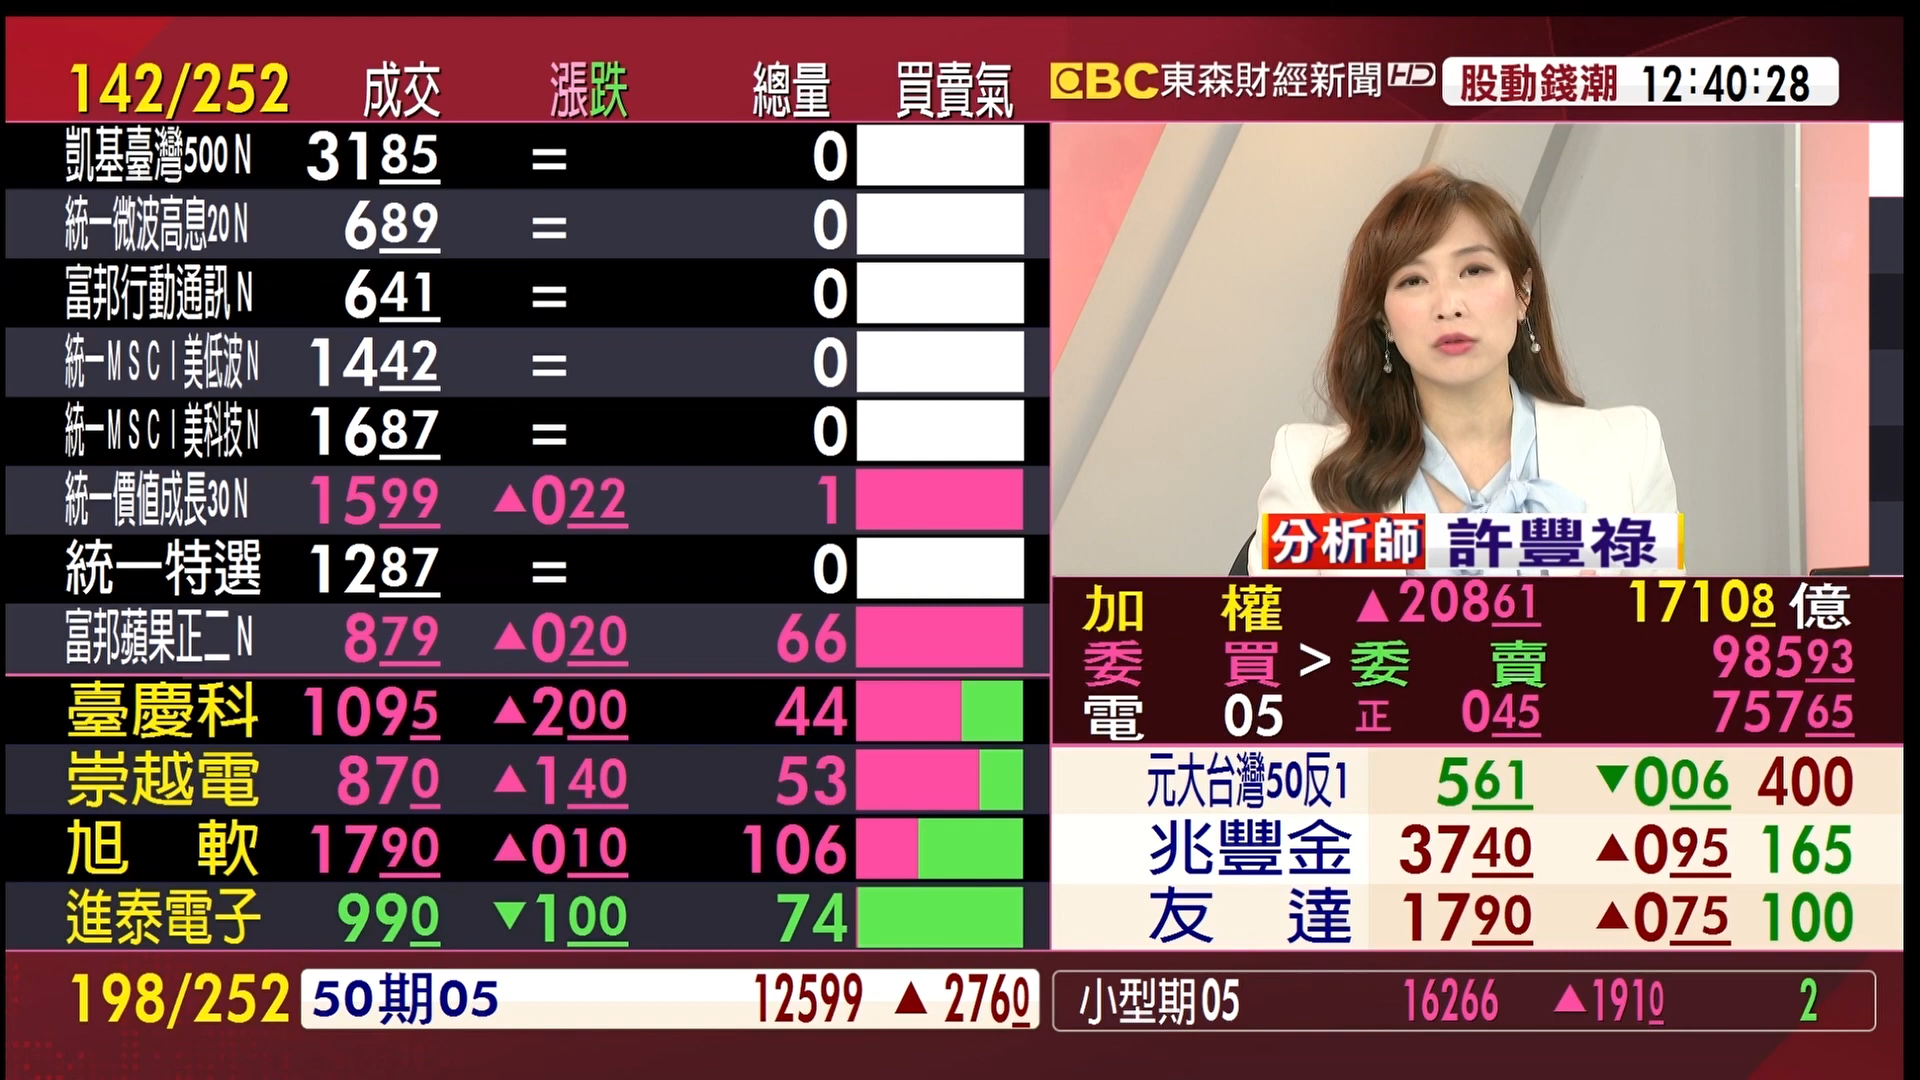 142/252 成交 漲跌 總量 買賣氣
凱基臺灣500N 3185 = 0
統一微波高息20N 689 = 0
富邦行動通訊N 641 = 0
統一MSCI美低波N 1442 = 0
統一MSCI美科技N 1687 = 0
統一價值成長30N 1599 ▲022 1
統一特選 1287 = 0
富邦蘋果正二N 879 ▲020 66
臺慶科 1095 ▲200 44
崇越電 870 ▲140 53
旭軟 1790 ▲010 106
進泰電子 990 ▼100 74
EBC東森財經新聞HD 股動錢潮 12:40:28
分析師 許豐祿
加權 ▲20861 17108億
委買>委賣 98593
電05 正 045 75765
元大台灣50反1 561 ▼006 400
兆豐金 3740 ▲095 165
友達 1790 ▲075 100
198/252 50期05 12599 ▲2760
小型期05 16266 ▲1910 2